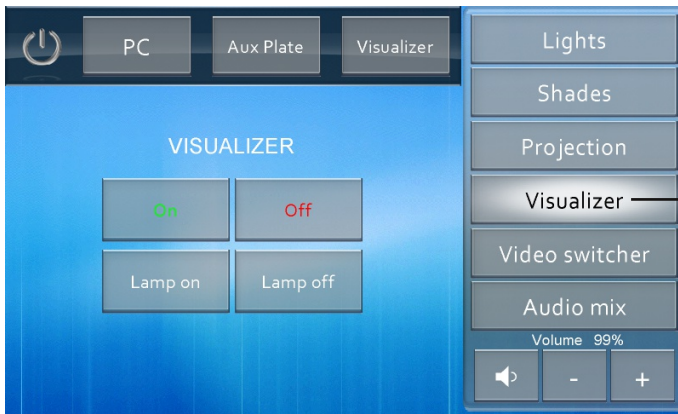 PC
Aux Plate
Visualizer
VISUALIZER
On
Off
Lamp on
Lamp off
Lights
Shades
Projection
Visualizer
Video switcher
Audio mix
Volume 99%
-
+